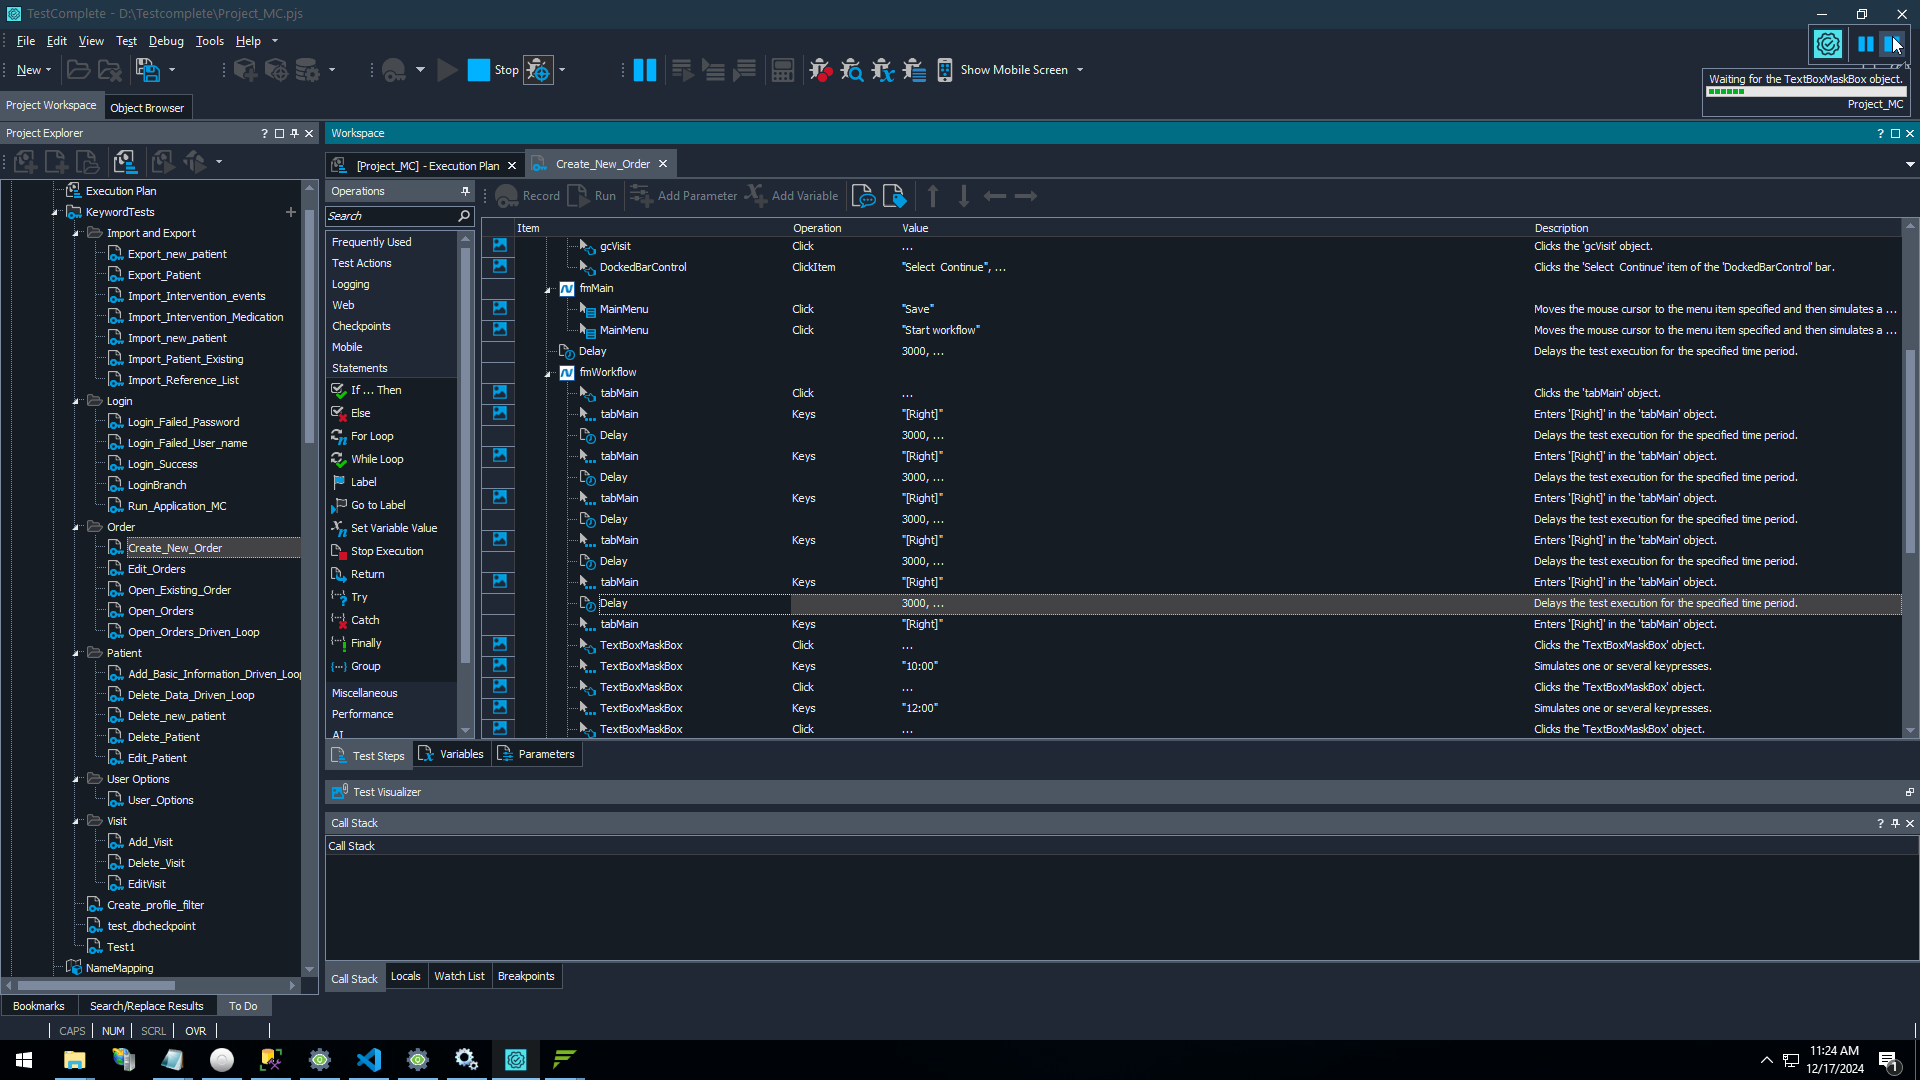 TestComplete - D:\Testcomplete\Project_MC.pjs
File Edit View Test Debug Tools Help
New Stop Show Mobile Screen
Waiting for the TextBoxMaskBox object.
Project_MC
Project Workspace Object Browser
Project Explorer
Workspace
[Project_MC] - Execution Plan Create_New_Order
Execution Plan
KeywordTests
Import and Export
Export_new_patient
Export_Patient
Import_Intervention_events
Import_Intervention_Medication
Import_new_patient
Import_Patient_Existing
Import_Reference_List
Login
Login_Failed_Password
Login_Failed_User_name
Login_Success
LoginBranch
Run_Application_MC
Order
Create_New_Order
Edit_Orders
Open_Existing_Order
Open_Orders
Open_Orders_Driven_Loop
Patient
Add_Basic_Information_Driven_Loop
Delete_Data_Driven_Loop
Delete_new_patient
Delete_Patient
Edit_Patient
User Options
User_Options
Visit
Add_Visit
Delete_Visit
EditVisit
Create_profile_filter
test_dbcheckpoint
Test1
NameMapping
Operations
Search
Frequently Used
Test Actions
Logging
Web
Checkpoints
Mobile
Statements
If ... Then
Else
For Loop
While Loop
Label
Go to Label
Set Variable Value
Stop Execution
Return
Try
Catch
Finally
Group
Miscellaneous
Performance
AI
Record Run Add Parameter Add Variable
Item Operation Value Description
gcVisit Click ... Clicks the 'gcVisit' object.
DockedBarControl ClickItem "Select Continue", ... Clicks the 'Select Continue' item of the 'DockedBarControl' bar.
fmMain
MainMenu Click "Save" Moves the mouse cursor to the menu item specified and then simulates a ...
MainMenu Click "Start workflow" Moves the mouse cursor to the menu item specified and then simulates a ...
Delay 3000, ... Delays the test execution for the specified time period.
fmWorkflow
tabMain Click ... Clicks the 'tabMain' object.
tabMain Keys "[Right]" Enters '[Right]' in the 'tabMain' object.
Delay 3000, ... Delays the test execution for the specified time period.
tabMain Keys "[Right]" Enters '[Right]' in the 'tabMain' object.
Delay 3000, ... Delays the test execution for the specified time period.
tabMain Keys "[Right]" Enters '[Right]' in the 'tabMain' object.
Delay 3000, ... Delays the test execution for the specified time period.
tabMain Keys "[Right]" Enters '[Right]' in the 'tabMain' object.
Delay 3000, ... Delays the test execution for the specified time period.
tabMain Keys "[Right]" Enters '[Right]' in the 'tabMain' object.
Delay 3000, ... Delays the test execution for the specified time period.
tabMain Keys "[Right]" Enters '[Right]' in the 'tabMain' object.
TextBoxMaskBox Click ... Clicks the 'TextBoxMaskBox' object.
TextBoxMaskBox Keys "10:00" Simulates one or several keypresses.
TextBoxMaskBox Click ... Clicks the 'TextBoxMaskBox' object.
TextBoxMaskBox Keys "12:00" Simulates one or several keypresses.
TextBoxMaskBox Click ... Clicks the 'TextBoxMaskBox' object.
Test Steps Variables Parameters
Test Visualizer
Call Stack
Call Stack
Call Stack Locals Watch List Breakpoints
Bookmarks Search/Replace Results To Do
CAPS NUM SCRL OVR
11:24 AM
12/17/2024
1